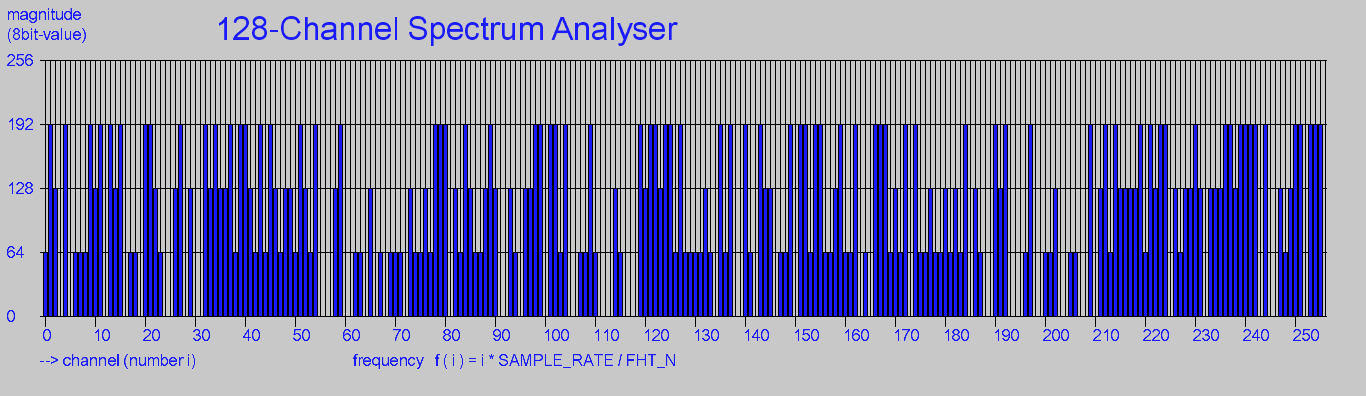 magnitude
(8bit-value)
128-Channel Spectrum Analyser
256
192
128
64
0
0 10 20 30 40 50 60 70 80 90 100 110 120 130 140 150 160 170 180 190 200 210 220 230 240 250
--> channel (number i)
frequency f ( i ) = i * SAMPLE_RATE / FHT_N